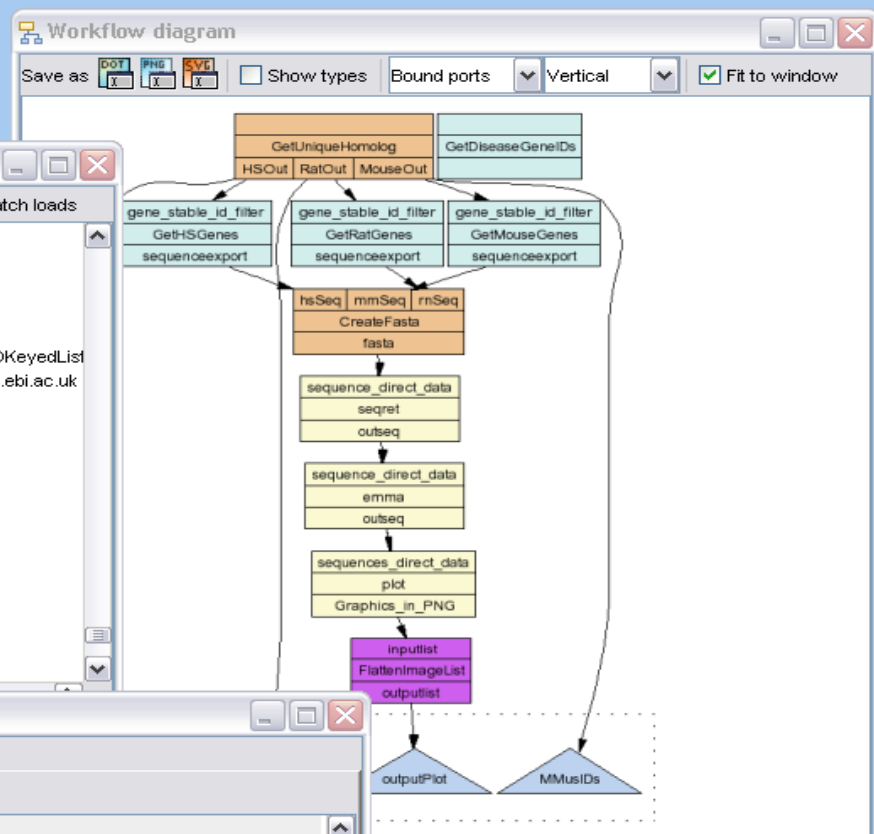 Workflow diagram
Save as DOT PNG SVG Show types Bound ports Vertical Fit to window
GetUniqueHomolog GetDiseaseGeneIDs
HSOut RatOut MouseOut
atch loads
gene_stable_id_filter gene_stable_id_filter gene_stable_id_filter
GetHSGenes GetRatGenes GetMouseGenes
sequenceexport sequenceexport sequenceexport
hsSeq mmSeq rnSeq
CreateFasta
fasta
KeyedList
.ebi.ac.uk
sequence_direct_data
seqret
outseq
sequence_direct_data
emma
outseq
sequences_direct_data
plot
Graphics_in_PNG
inputlist
FlattenImageList
outputlist
outputPlot MMusIDs